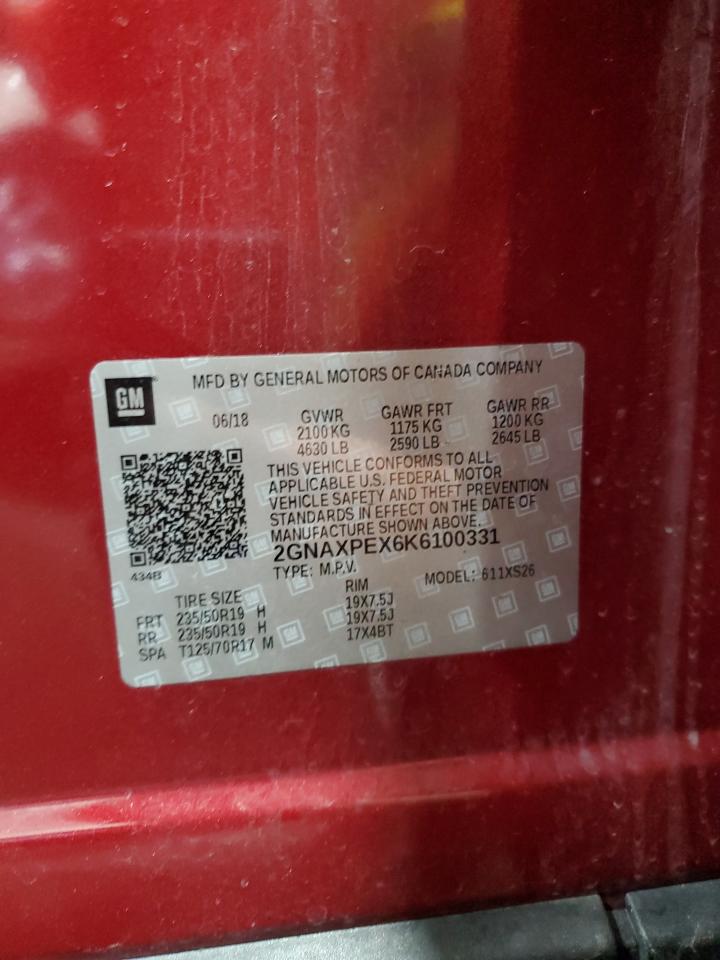 GM
MFD BY GENERAL MOTORS OF CANADA COMPANY
06/18 GVWR GAWR FRT GAWR RR
2100 KG 1175 KG 1200 KG
4630 LB 2590 LB 2645 LB
THIS VEHICLE CONFORMS TO ALL
APPLICABLE U.S. FEDERAL MOTOR
VEHICLE SAFETY AND THEFT PREVENTION
STANDARDS IN EFFECT ON THE DATE OF
MANUFACTURE SHOWN ABOVE.
2GNAXPEX6K6100331
434B TYPE: M.P.V. MODEL: 611XS26
TIRE SIZE RIM
FRT 235/50R19 H 19X7.5J
RR 235/50R19 H 19X7.5J
SPA T125/70R17 M 17X4BT